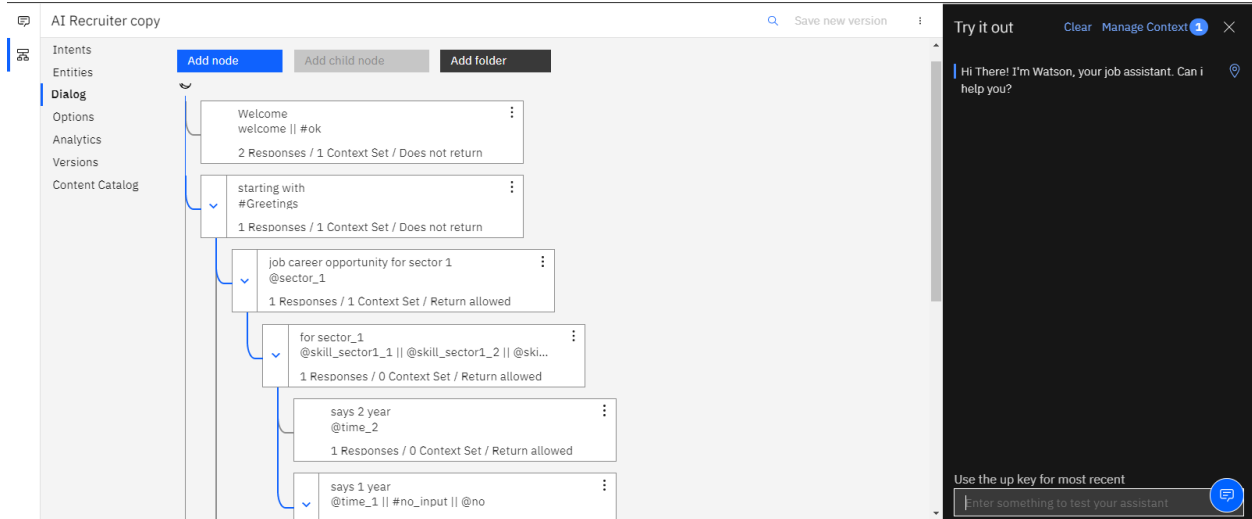 AI Recruiter copy
Save new version
Intents
Entities
Dialog
Options
Analytics
Versions
Content Catalog
Add node
Add child node
Add folder
Welcome
welcome || #ok
2 Responses / 1 Context Set / Does not return
starting with
#Greetings
1 Responses / 1 Context Set / Does not return
job career opportunity for sector 1
@sector_1
1 Responses / 1 Context Set / Return allowed
for sector_1
@skill_sector1_1 || @skill_sector1_2 || @ski...
1 Responses / 0 Context Set / Return allowed
says 2 year
@time_2
1 Responses / 0 Context Set / Return allowed
says 1 year
@time_1 || #no_input || @no
Try it out
Clear
Manage Context 1
Hi There! I'm Watson, your job assistant. Can i
help you?
Use the up key for most recent
Enter something to test your assistant